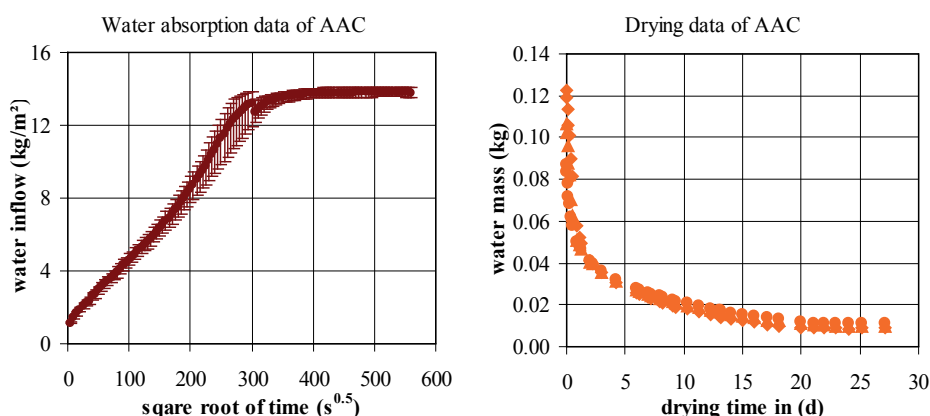 Water absorption data of AAC
16
12
8
4
0
0 100 200 300 400 500 600
water inflow (kg/m²)
sqare root of time (s0.5)
Drying data of AAC
0.14
0.12
0.10
0.08
0.06
0.04
0.02
0.00
0 5 10 15 20 25 30
water mass (kg)
drying time in (d)